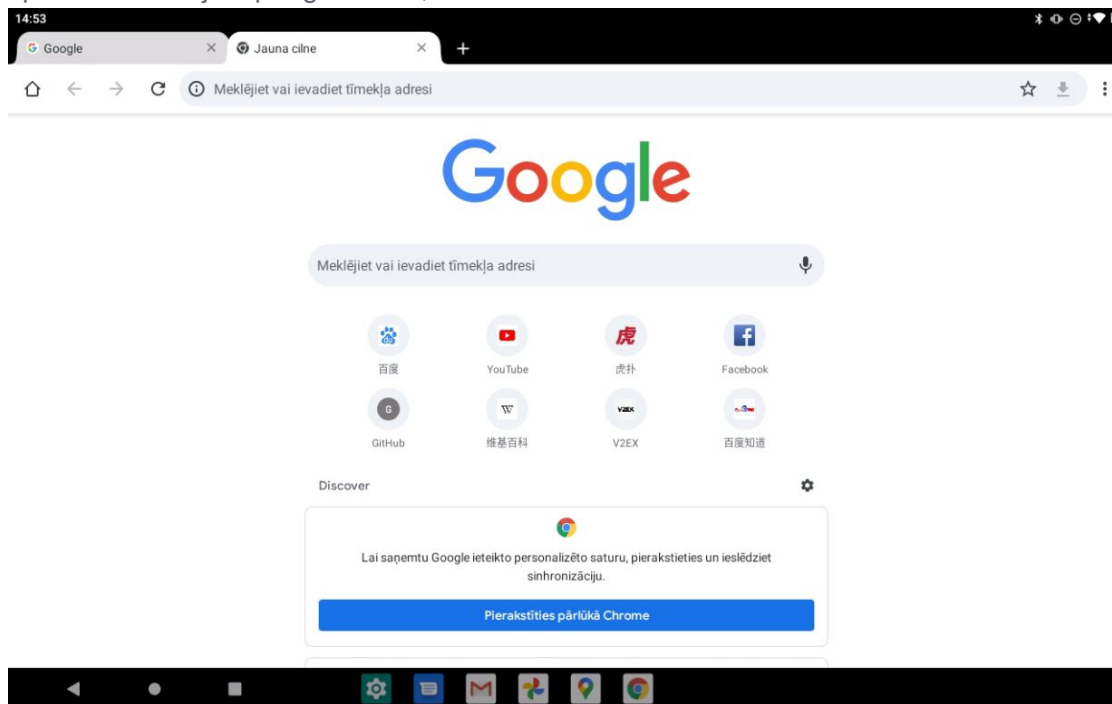 14:53
Google
Jauna cilne
Meklējiet vai ievadiet tīmekļa adresi
Google
Meklējiet vai ievadiet tīmekļa adresi
百度
YouTube
虎扑
Facebook
GitHub
维基百科
V2EX
百度知道
Discover
Lai saņemtu Google ieteikto personalizēto saturu, pierakstieties un ieslēdziet
sinhronizāciju.
Pierakstīties pārlūkā Chrome